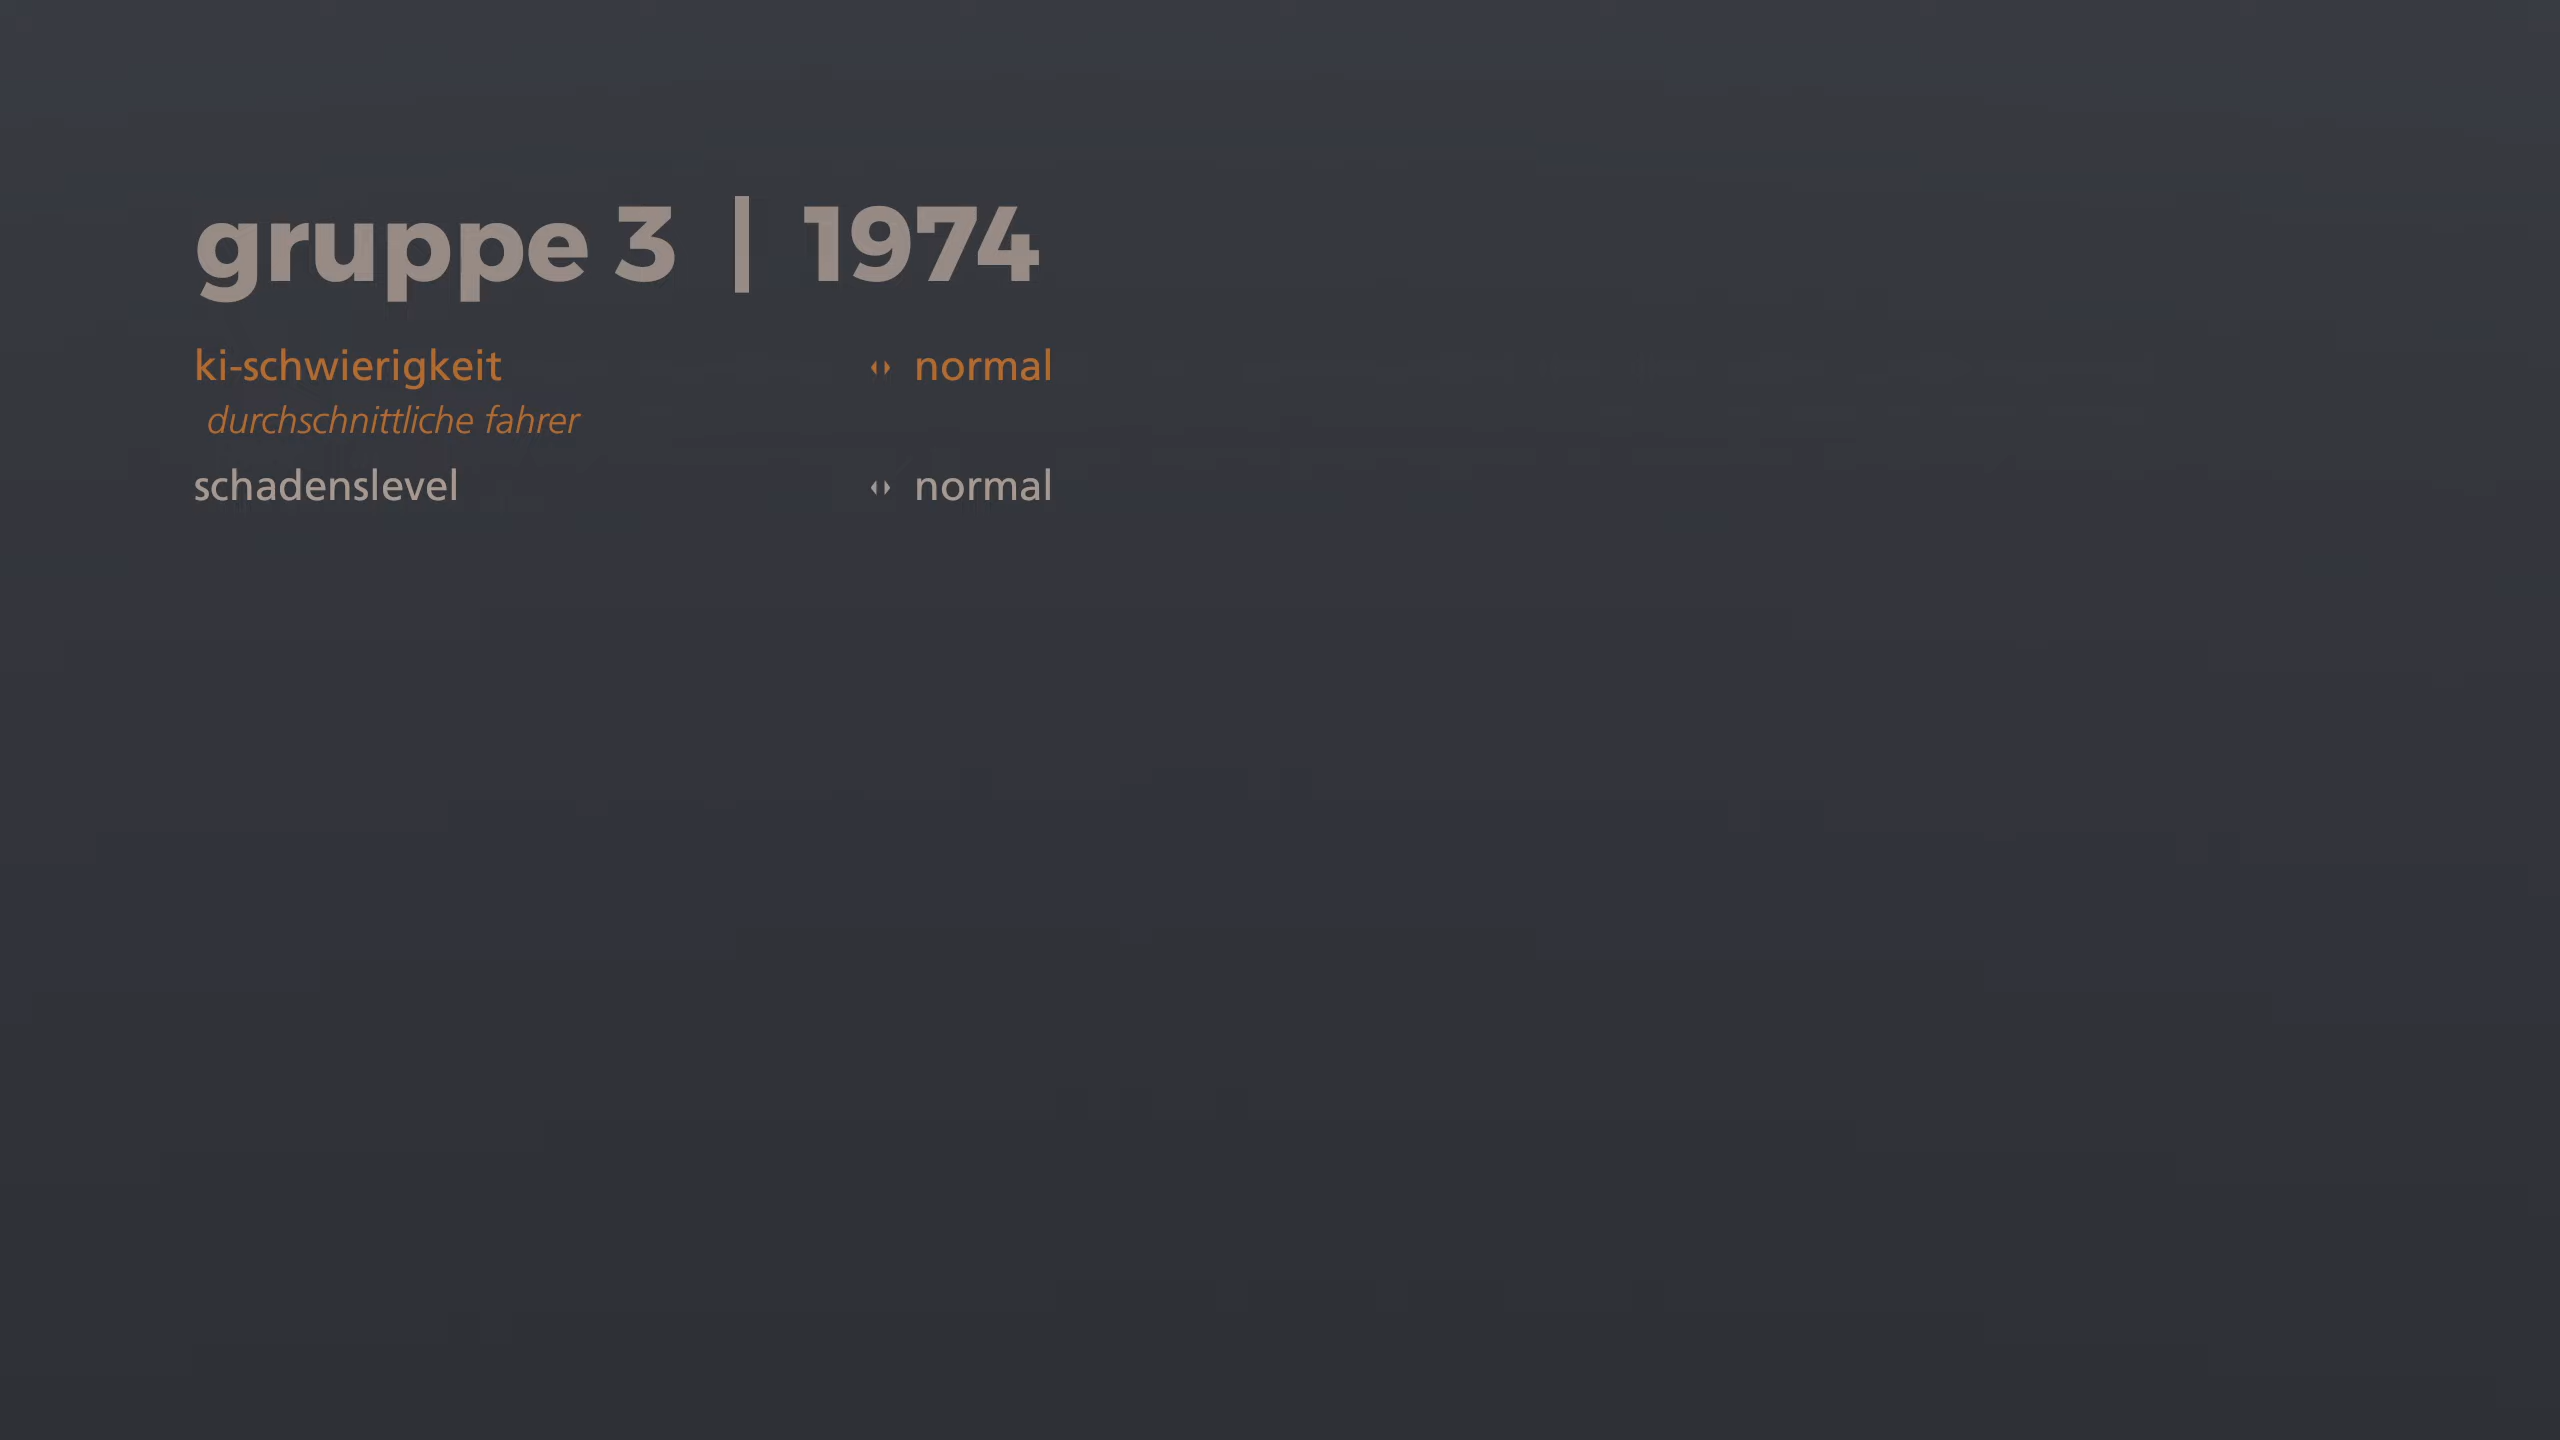 gruppe 3 | 1974
ki-schwierigkeit normal
durchschnittliche fahrer
schadenslevel normal